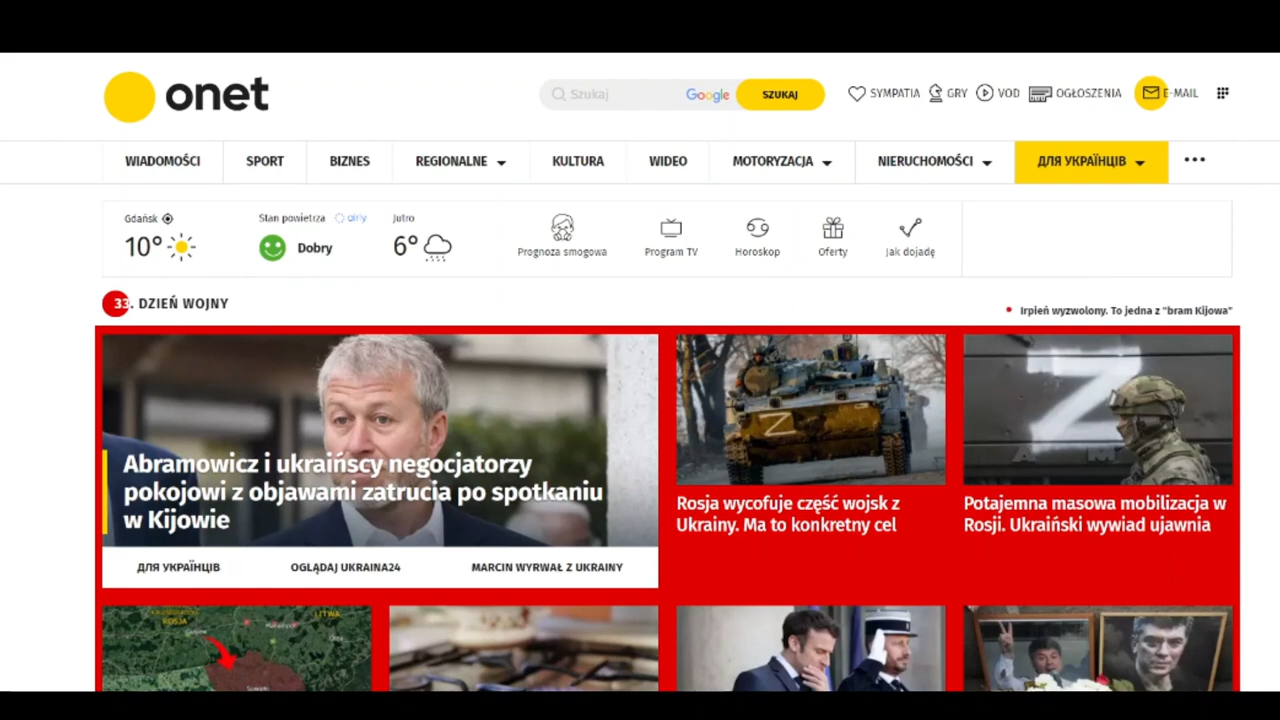 onet
Szukaj Google SZUKAJ SYMPATIA GRY VOD OGŁOSZENIA E-MAIL
WIADOMOŚCI SPORT BIZNES REGIONALNE KULTURA WIDEO MOTORYZACJA NIERUCHOMOŚCI ДЛЯ УКРАЇНЦІВ •••
Gdańsk Stan powietrza airly Jutro
10° Dobry 6°
Prognoza smogowa Program TV Horoskop Oferty Jak dojadę
33. DZIEŃ WOJNY
Irpień wyzwolony. To jedna z "bram Kijowa"
Abramowicz i ukraińscy negocjatorzy
pokojowi z objawami zatrucia po spotkaniu
w Kijowie
ДЛЯ УКРАЇНЦІВ OGLĄDAJ UKRAINA24 MARCIN WYRWAŁ Z UKRAINY
Z
Rosja wycofuje część wojsk z
Ukrainy. Ma to konkretny cel
Z
Potajemna masowa mobilizacja w
Rosji. Ukraiński wywiad ujawnia
ROSJA
LITWA